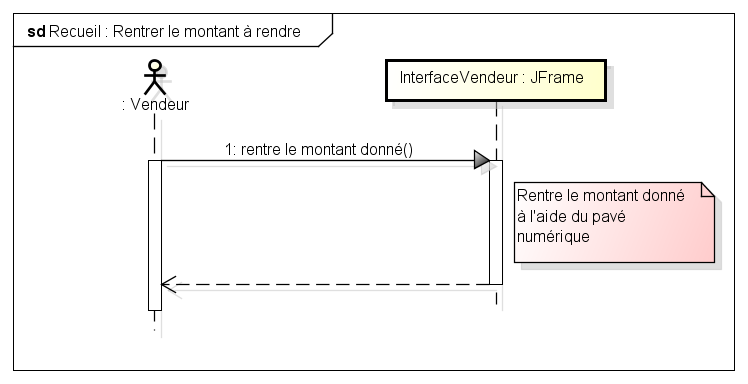 sd Recueil : Rentrer le montant à rendre
: Vendeur
InterfaceVendeur : JFrame
1: rentre le montant donné()
Rentre le montant donné
à l'aide du pavé
numérique